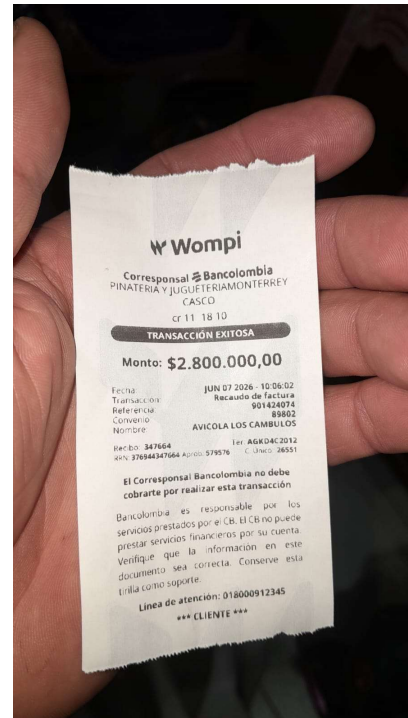 Wompi
Corresponsal Bancolombia
PINATERIA Y JUGUETERIAMONTERREY
CASCO
cr 11 18 10
TRANSACCIÓN EXITOSA
Monto: $2.800.000,00
Fecha: JUN 07 2026 - 10:06:02
Transacción: Recaudo de factura
Referencia: 901424074
Convenio 89802
Nombre: AVICOLA LOS CAMBULOS
Recibo: 347664 Ter: AGKD4C2012
RRN: 376944347664 Aprob: 579576 C. Único: 26551
El Corresponsal Bancolombia no debe
cobrarte por realizar esta transacción
Bancolombia es responsable por los
servicios prestados por el CB. El CB no puede
prestar servicios financieros por su cuenta.
Verifique que la información en este
documento sea correcta. Conserve esta
tirilla como soporte.
Línea de atención: 018000912345
*** CLIENTE ***